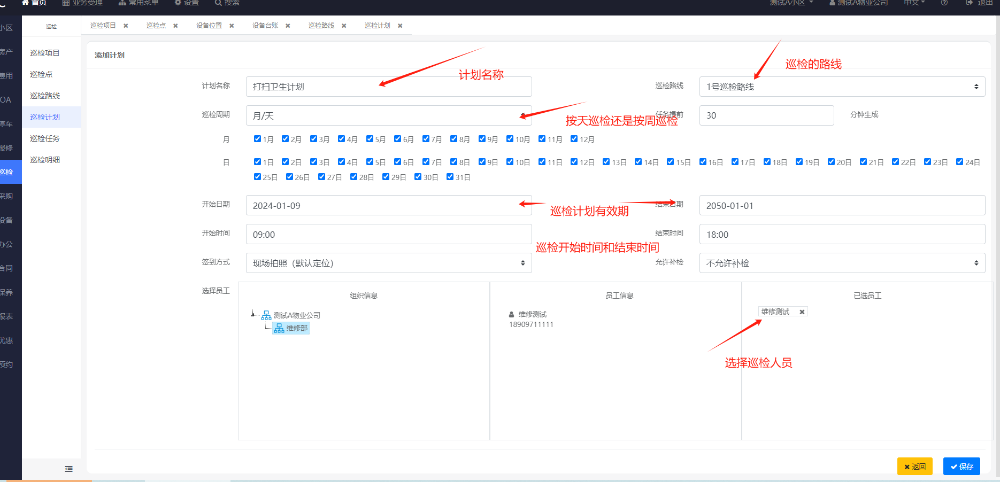 首页 业务受理 常用菜单 设置 搜索 测试A小区 测试A物业公司 中文 退出
小区
房产
费用
OA
停车
报修
巡检
采购
设备
办公
合同
保养
报表
优惠
预约
巡检
巡检项目
巡检点
巡检路线
巡检计划
巡检任务
巡检明细
巡检项目 巡检点 设备位置 设备台账 巡检路线 巡检计划
添加计划
计划名称
巡检的路线
计划名称 打扫卫生计划 巡检路线 1号巡检路线
巡检周期 月/天 任务提前 30 分钟生成
按天巡检还是按周巡检
月 1月 2月 3月 4月 5月 6月 7月 8月 9月 10月 11月 12月
日 1日 2日 3日 4日 5日 6日 7日 8日 9日 10日 11日 12日 13日 14日 15日 16日 17日 18日 19日 20日 21日 22日 23日 24日
25日 26日 27日 28日 29日 30日 31日
开始日期 2024-01-09 结束日期 2050-01-01
巡检计划有效期
开始时间 09:00 结束时间 18:00
巡检开始时间和结束时间
签到方式 现场拍照（默认定位） 允许补检 不允许补检
选择员工 组织信息 员工信息 已选员工
测试A物业公司
维修部
维修测试
18909711111
维修测试
选择巡检人员
返回 保存